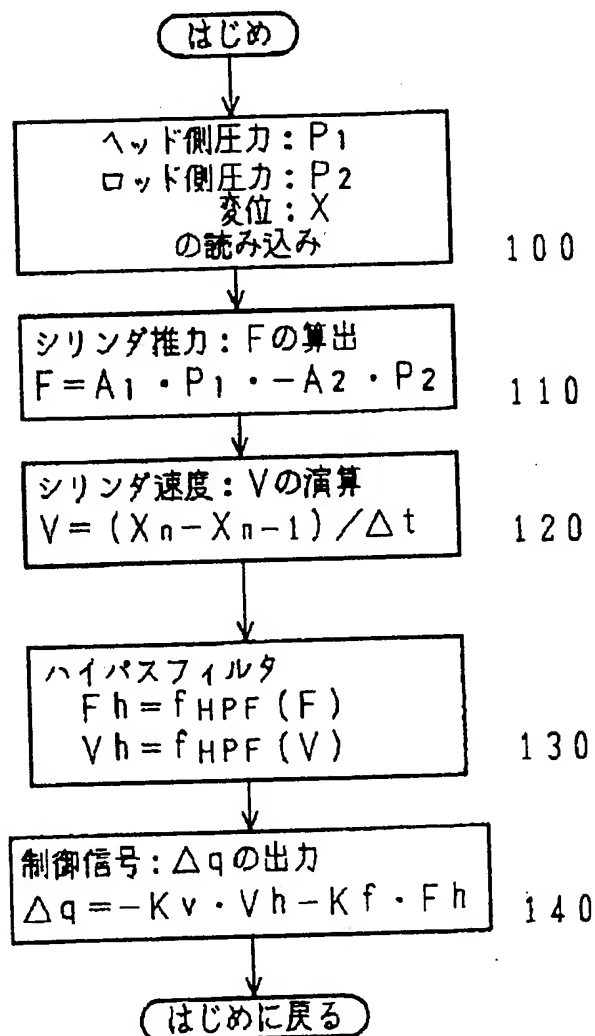 はじめ
ヘッド側圧力：P1
ロッド側圧力：P2
変位：X
の読み込み
100
シリンダ推力：Fの算出
F＝A1・P1・−A2・P2
110
シリンダ速度：Vの演算
V＝(Xn−Xn−1)／Δt
120
ハイパスフィルタ
Fh＝fHPF(F)
Vh＝fHPF(V)
130
制御信号：Δqの出力
Δq＝−Kv・Vh−Kf・Fh
140
はじめに戻る